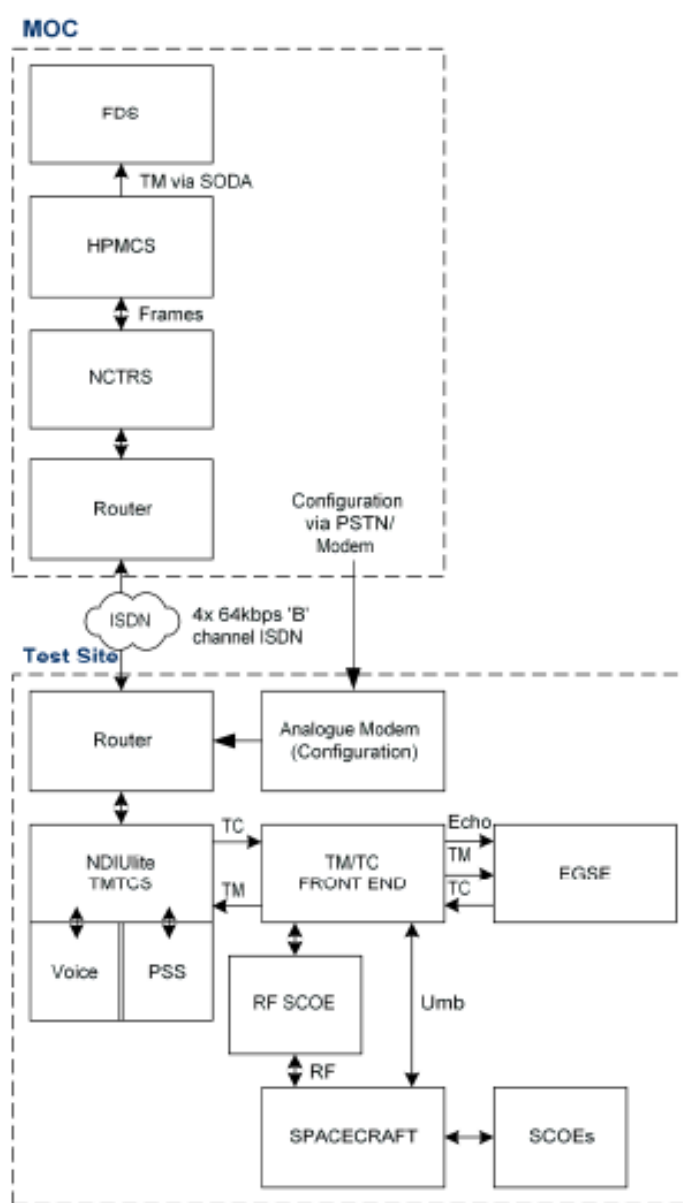 MOC
FDS
TM via SODA
HPMCS
Frames
NCTRS
Router
Configuration
via PSTN/
Modem
ISDN
4x 64kbps 'B'
channel ISDN
Test Site
Router
Analogue Modem
(Configuration)
NDIUlite
TMTCS
TC
TM
TM/TC
FRONT END
Echo
TM
TC
EGSE
Voice
PSS
RF SCOE
Umb
RF
SPACECRAFT
SCOEs